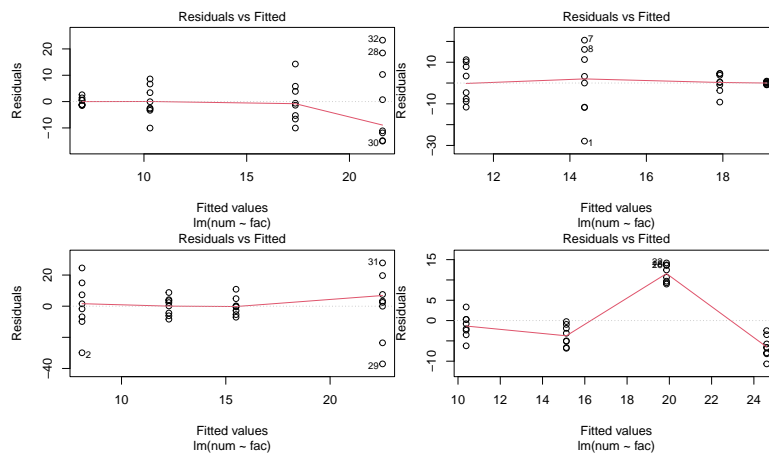 Residuals vs Fitted
Residuals
20
10
0
-10
32
28
30
10
15
20
Fitted values
lm(num ~ fac)
Residuals vs Fitted
Residuals
10
-10
-30
7
8
1
12
14
16
18
Fitted values
lm(num ~ fac)
Residuals vs Fitted
Residuals
20
0
-40
31
2
29
10
15
20
Fitted values
lm(num ~ fac)
Residuals vs Fitted
Residuals
15
5
0
-10
10
12
14
16
18
20
22
24
Fitted values
lm(num ~ fac)